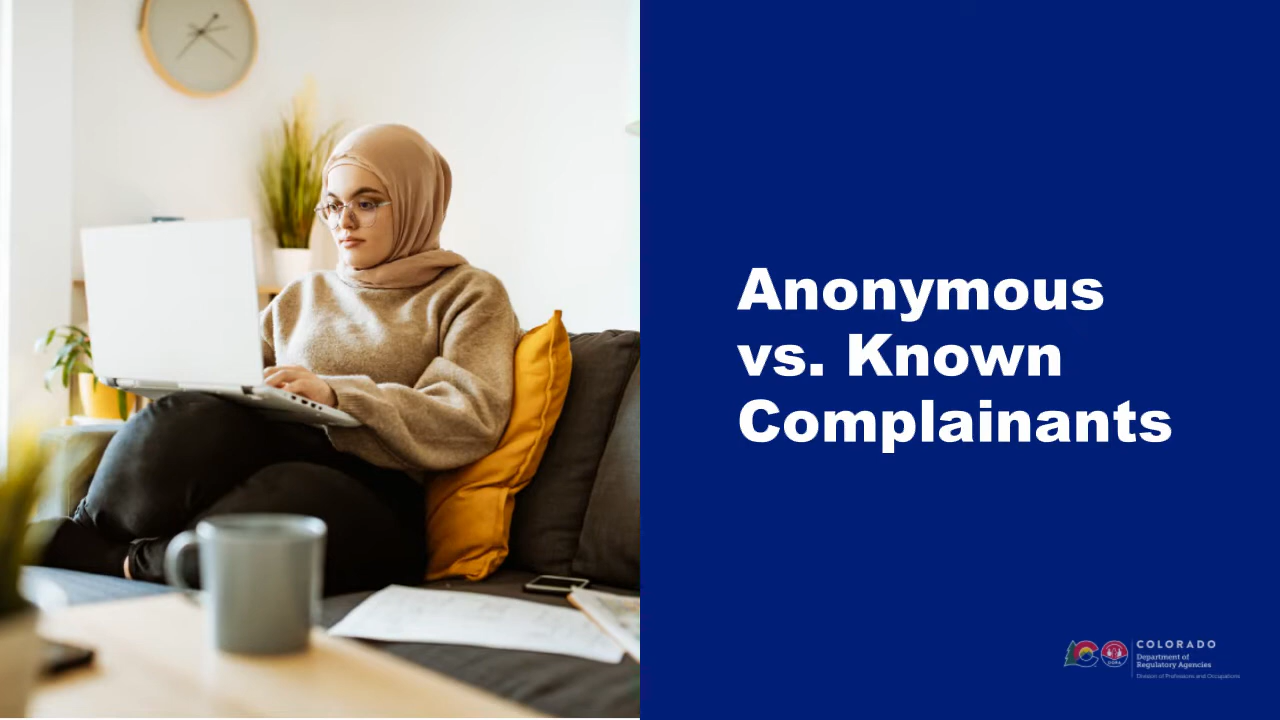 Anonymous
vs. Known
Complainants
COLORADO
Department of
Regulatory Agencies
Division of Professions and Occupations